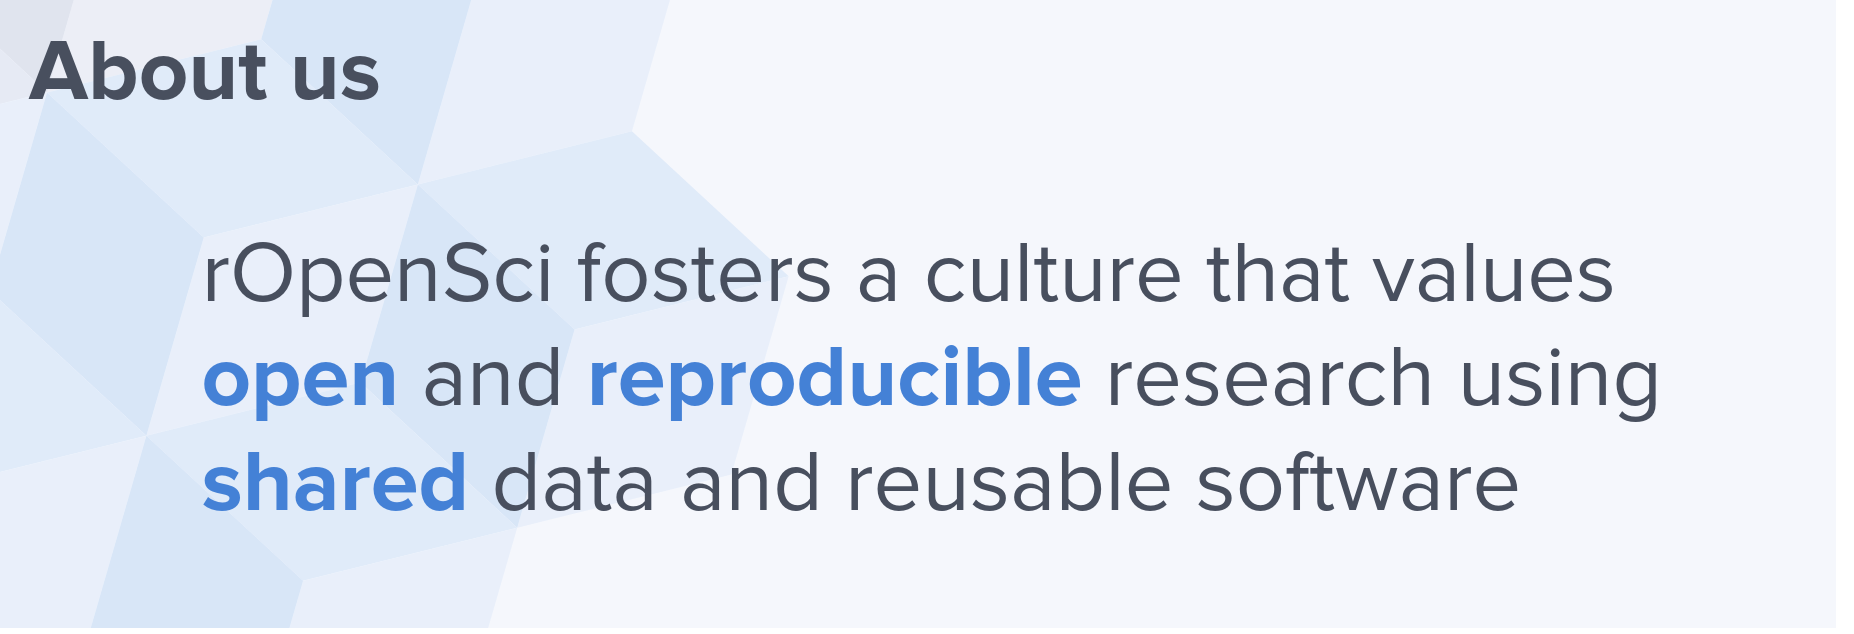 About us
rOpenSci fosters a culture that values
open and reproducible research using
shared data and reusable software